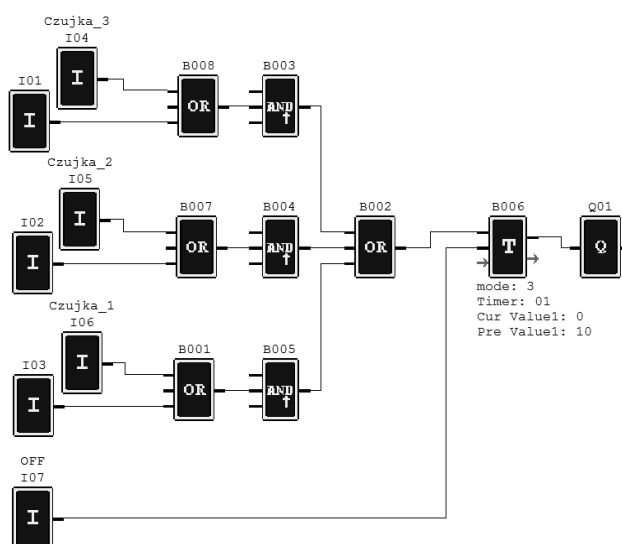 Czujka_3
I04
I
I01
I
B008
OR
B003
AND
Czujka_2
I05
I
I02
I
B007
OR
B004
AND
B002
OR
B006
T
Q01
Q
mode: 3
Timer: 01
Cur Value1: 0
Pre Value1: 10
Czujka_1
I06
I
I03
I
B001
OR
B005
AND
OFF
I07
I